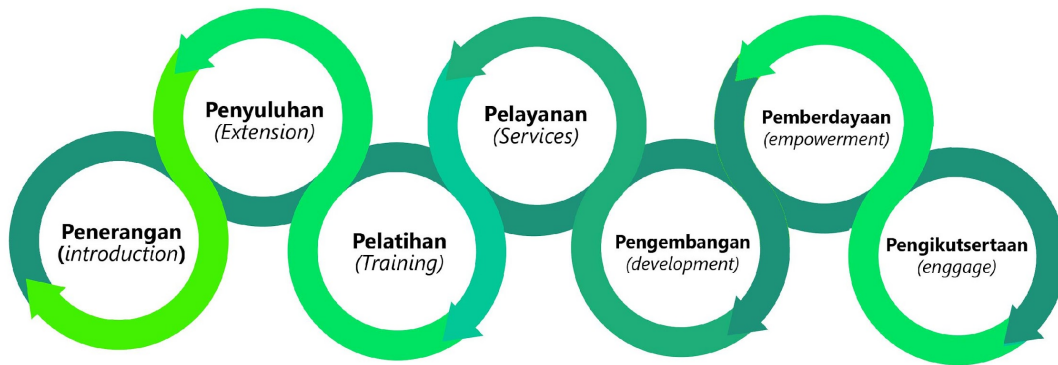 Penerangan
(introduction)
Penyuluhan
(Extension)
Pelatihan
(Training)
Pelayanan
(Services)
Pengembangan
(development)
Pemberdayaan
(empowerment)
Pengikutsertaan
(enggage)